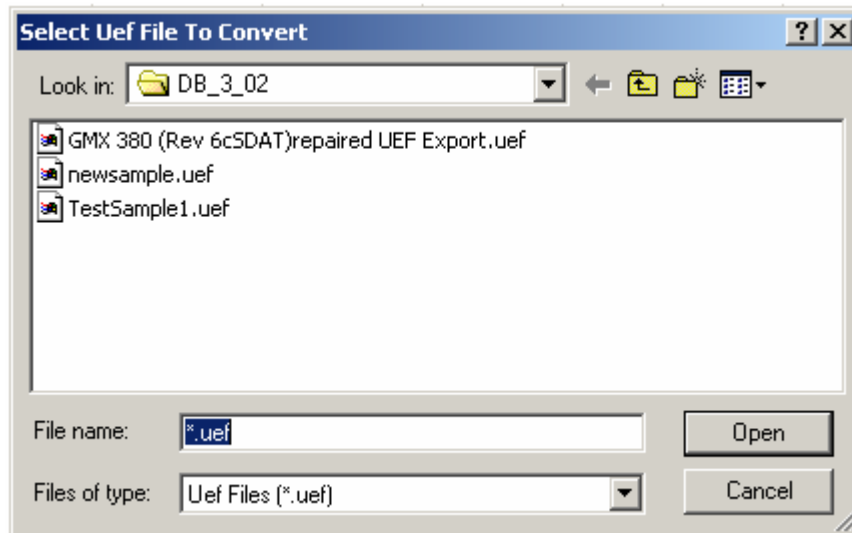 Select Uef File To Convert
Look in: DB_3_02
GMX 380 (Rev 6cSDAT)repaired UEF Export.uef
newsample.uef
TestSample1.uef
File name: *.uef Open
Files of type: Uef Files (*.uef) Cancel